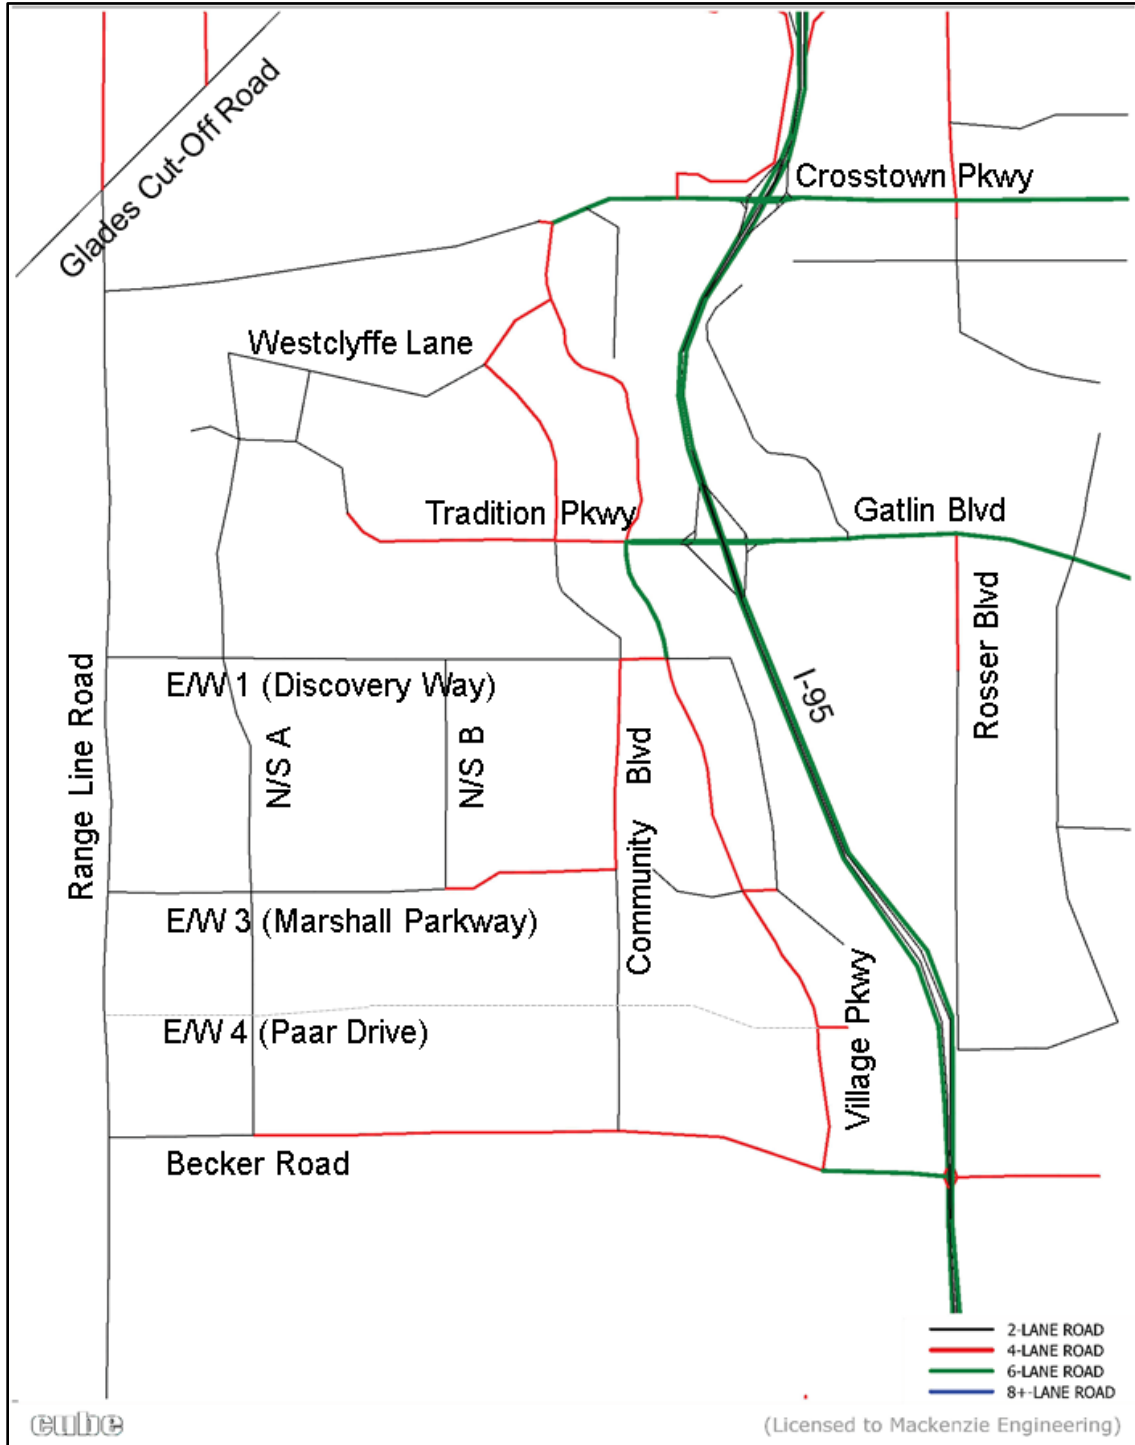 Glades Cut-Off Road
Crosstown Pkwy
Westclyffe Lane
Tradition Pkwy
Gatlin Blvd
Range Line Road
E/W 1 (Discovery Way)
N/S A
N/S B
Community Blvd
I-95
Rosser Blvd
E/W 3 (Marshall Parkway)
E/W 4 (Paar Drive)
Village Pkwy
Becker Road
2-LANE ROAD
4-LANE ROAD
6-LANE ROAD
8+-LANE ROAD
cube
(Licensed to Mackenzie Engineering)